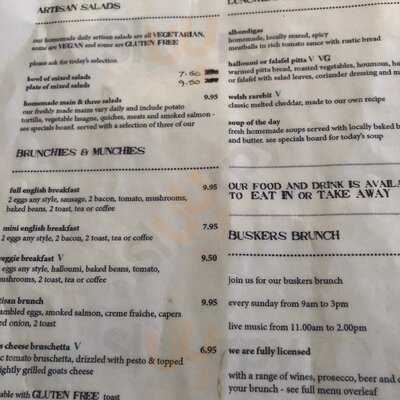 ARTISAN SALADS
our homemade daily artisan salads are all VEGETARIAN,
some are VEGAN and some are GLUTEN FREE
please ask for today's selection
bowl of mixed salads 7.50
plate of mixed salads 9.50
homemade mains & three salads 9.95
our freshly made mains vary daily and include potato
tortilla, vegetable lasagne, quiches, meats and smoked salmon -
see specials board. served with a selection of three of our
BRUNCHIES & MUNCHIES
full english breakfast 9.95
2 eggs any style, sausage, 2 bacon, tomato, mushrooms,
baked beans, 2 toast, tea or coffee
mini english breakfast 7.95
2 eggs any style, 2 bacon, 2 toast, tea or coffee
veggie breakfast V 9.50
eggs any style, halloumi, baked beans, tomato,
mushrooms, 2 toast, tea or coffee
tisan brunch 9.95
ambled eggs, smoked salmon, creme fraiche, capers
ed onion, 2 toast
s cheese bruschetta V 6.95
c tomato bruschetta, drizzled with pesto & topped
lightly grilled goats cheese
able with GLUTEN FREE toast
albondigas
homemade, locally reared, spicy
meatballs in rich tomato sauce with rustic bread
halloumi or falafel pitta V VG
warmed pitta bread, roasted vegetables, houmous, ha
or falafel with salad leaves, coriander dressing and m
welsh rarebit V
classic melted cheddar, made to our own recipe
soup of the day
fresh homemade soups served with locally baked b
and butter. see specials board for today's soup
OUR FOOD AND DRINK IS AVAILA
TO EAT IN OR TAKE AWAY
BUSKERS BRUNCH
join us for our buskers brunch
every sunday from 9am to 3pm
live music from 11.00am to 2.00pm
we are fully licensed
with a range of wines, prosecco, beer and c
your brunch - see full menu overleaf